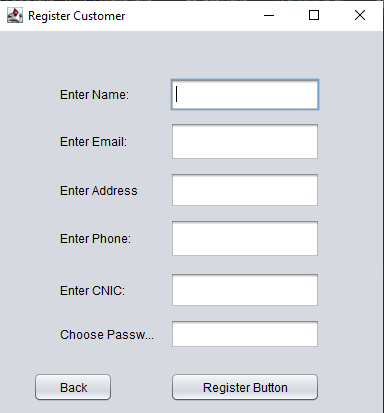 Register Customer
Enter Name:
Enter Email:
Enter Address
Enter Phone:
Enter CNIC:
Choose Passw...
Back
Register Button